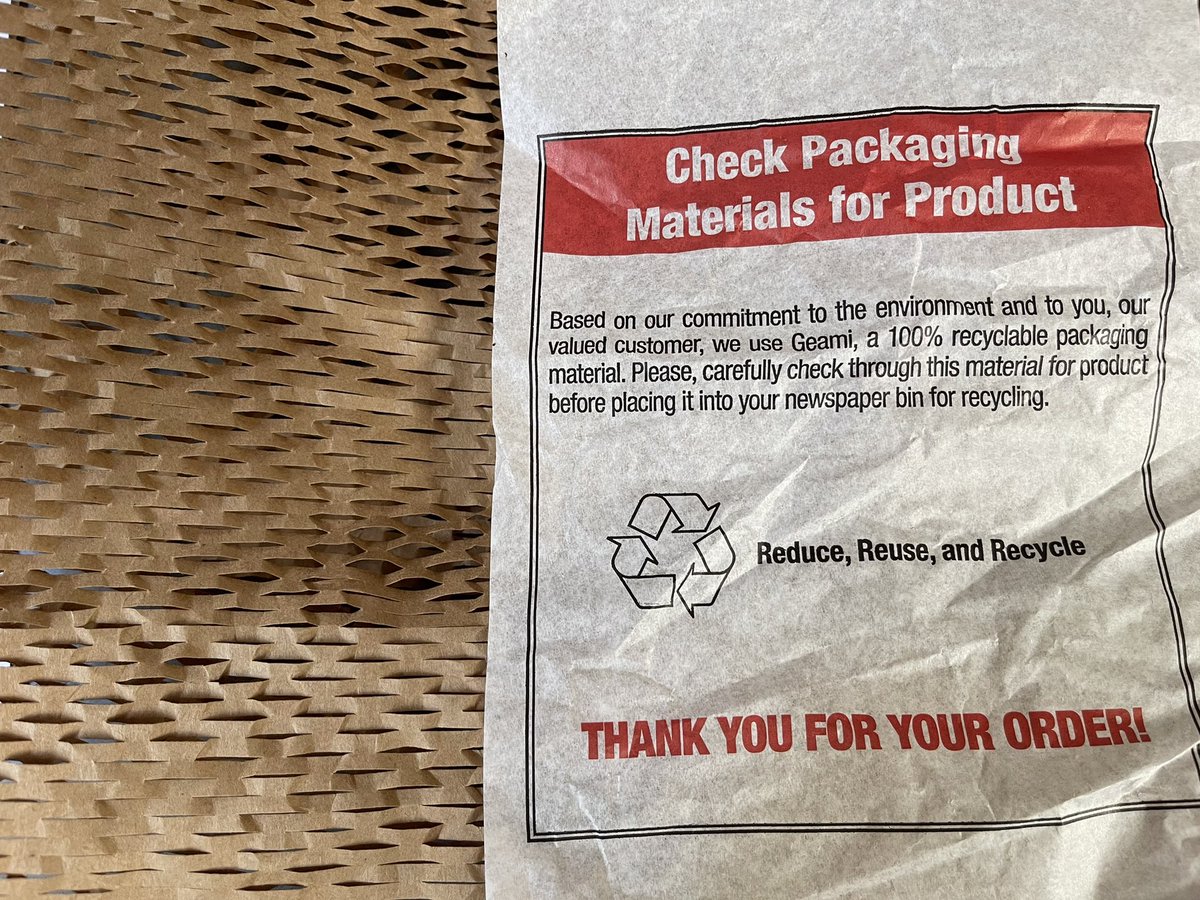 Check Packaging
Materials for Product
Based on our commitment to the environment and to you, our
valued customer, we use Geami, a 100% recyclable packaging
material. Please, carefully check through this material for product
before placing it into your newspaper bin for recycling.
Reduce, Reuse, and Recycle
THANK YOU FOR YOUR ORDER!